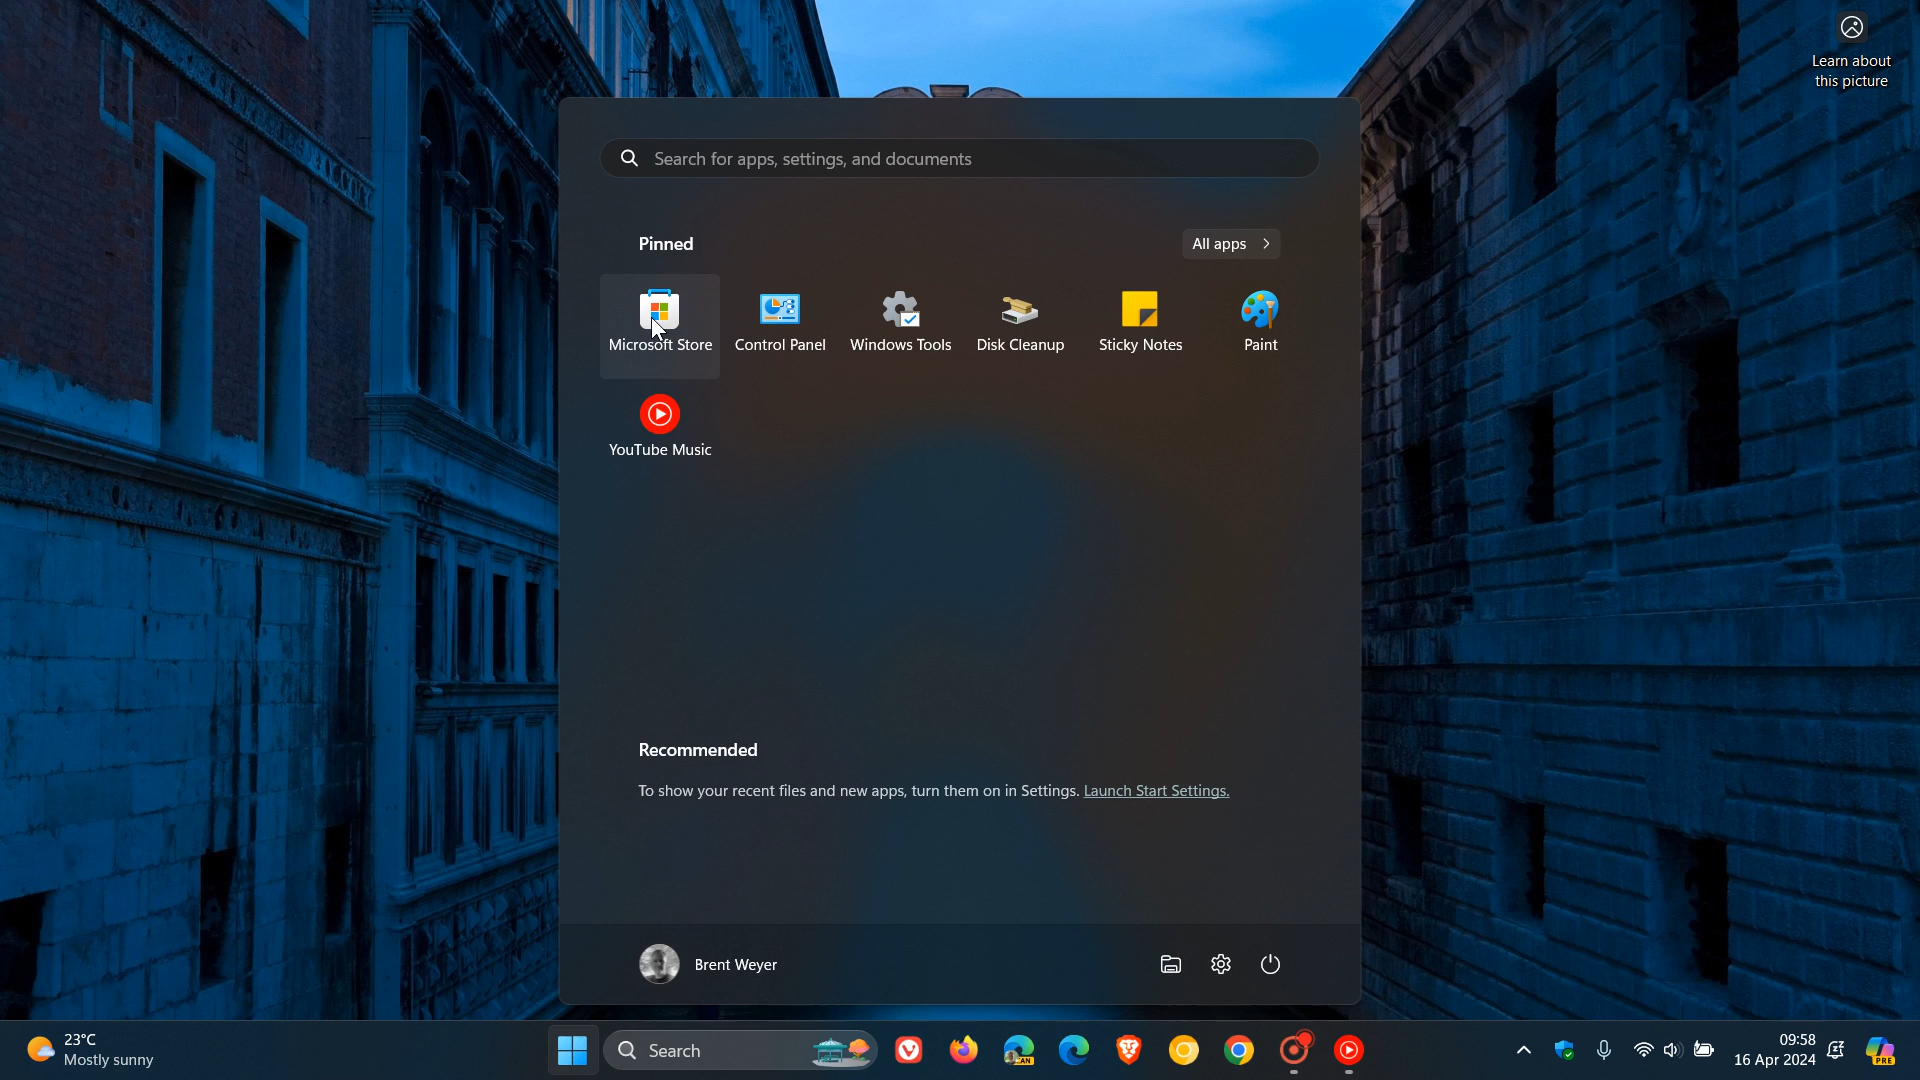 Learn about
this picture
Search for apps, settings, and documents
Pinned
All apps
Microsoft Store
Control Panel
Windows Tools
Disk Cleanup
Sticky Notes
Paint
YouTube Music
Recommended
To show your recent files and new apps, turn them on in Settings. Launch Start Settings.
Brent Weyer
23°C
Mostly sunny
Search
CAN
09:58
16 Apr 2024
PRE